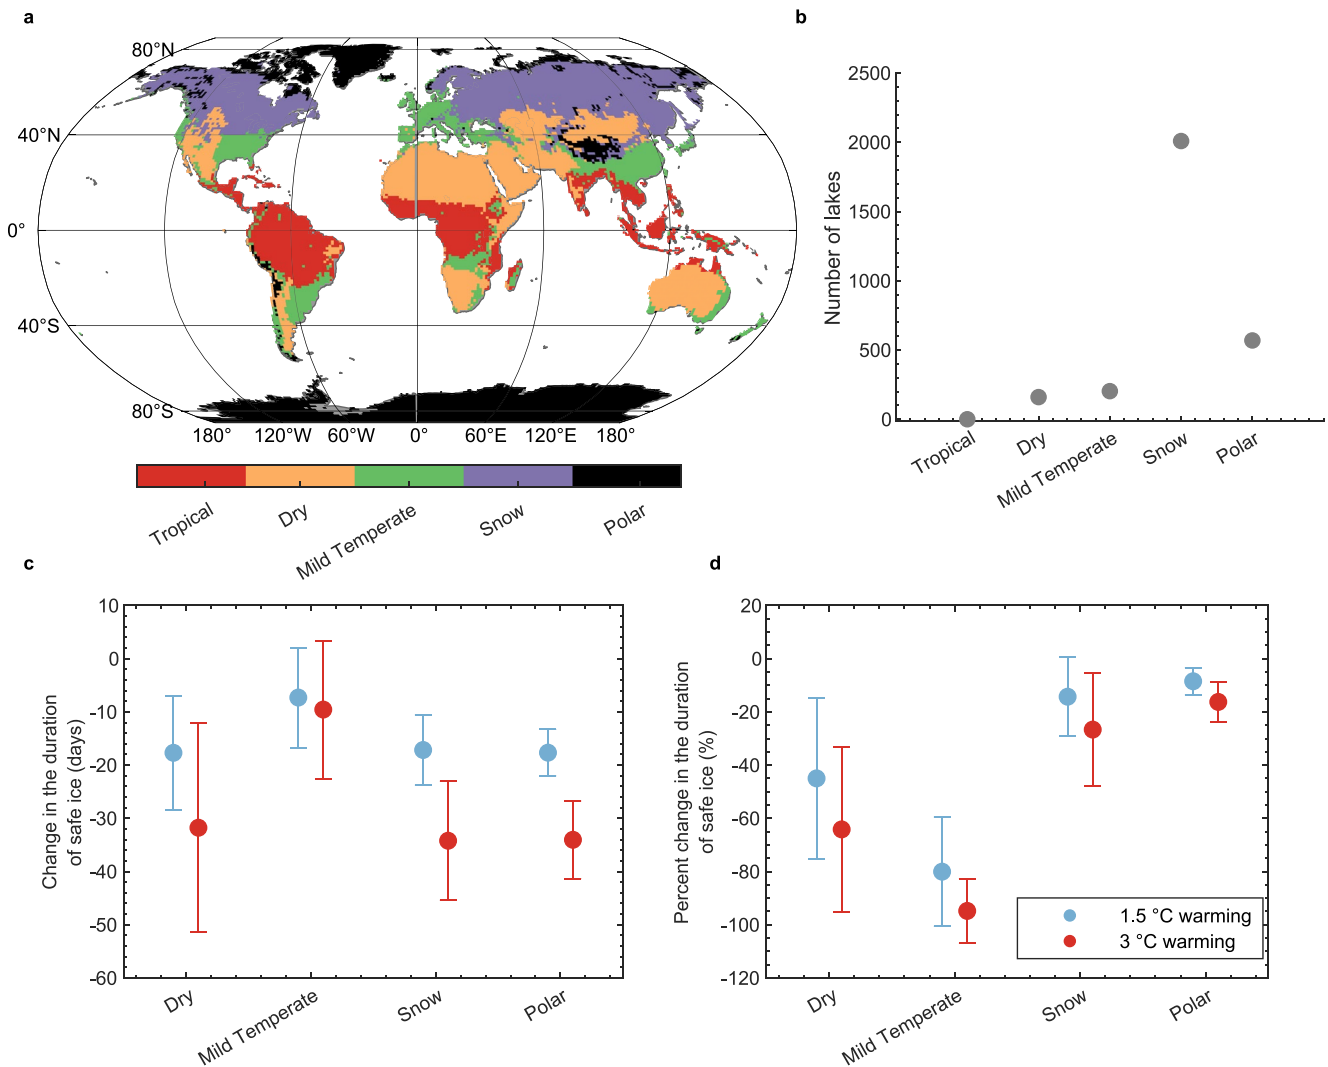 a
80°N
40°N
0°
40°S
80°S
180° 120°W 60°W 0° 60°E 120°E 180°
Tropical
Dry
Mild Temperate
Snow
Polar
b
Number of lakes
2500
2000
1500
1000
500
0
Tropical
Dry
Mild Temperate
Snow
Polar
c
Change in the duration
of safe ice (days)
10
0
-10
-20
-30
-40
-50
-60
Dry
Mild Temperate
Snow
Polar
d
Percent change in the duration
of safe ice (%)
20
0
-20
-40
-60
-80
-100
-120
Dry
Mild Temperate
Snow
Polar
1.5 °C warming
3 °C warming